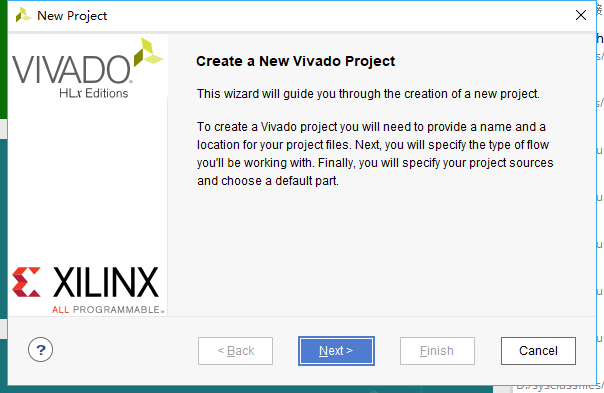 New Project
VIVADO
HLx Editions
Create a New Vivado Project
This wizard will guide you through the creation of a new project.
To create a Vivado project you will need to provide a name and a
location for your project files. Next, you will specify the type of flow
you'll be working with. Finally, you will specify your project sources
and choose a default part.
XILINX
ALL PROGRAMMABLE™
? < Back Next > Finish Cancel
D:/sysclassfiles/